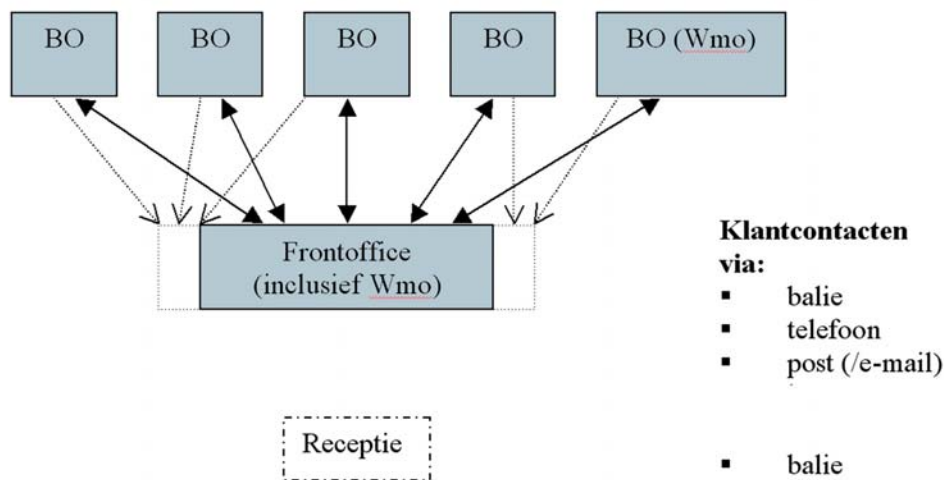 BO
BO
BO
BO
BO (Wmo)
Frontoffice
(inclusief Wmo)
Klantcontacten
via:
▪ balie
▪ telefoon
▪ post (/e-mail)
Receptie
▪ balie